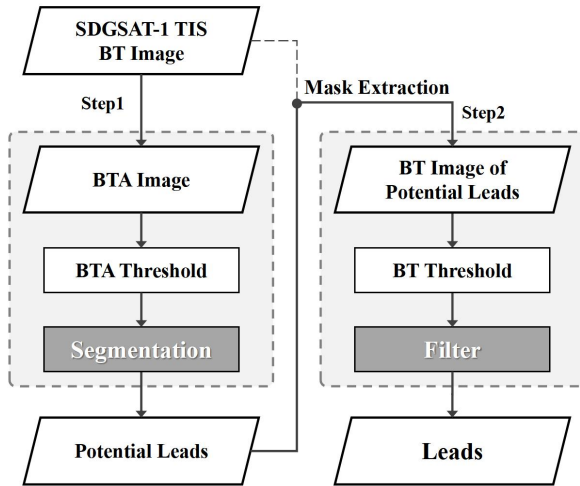 SDGSAT-1 TIS
BT Image
Step1
BTA Image
BTA Threshold
Segmentation
Potential Leads
Mask Extraction
Step2
BT Image of
Potential Leads
BT Threshold
Filter
Leads